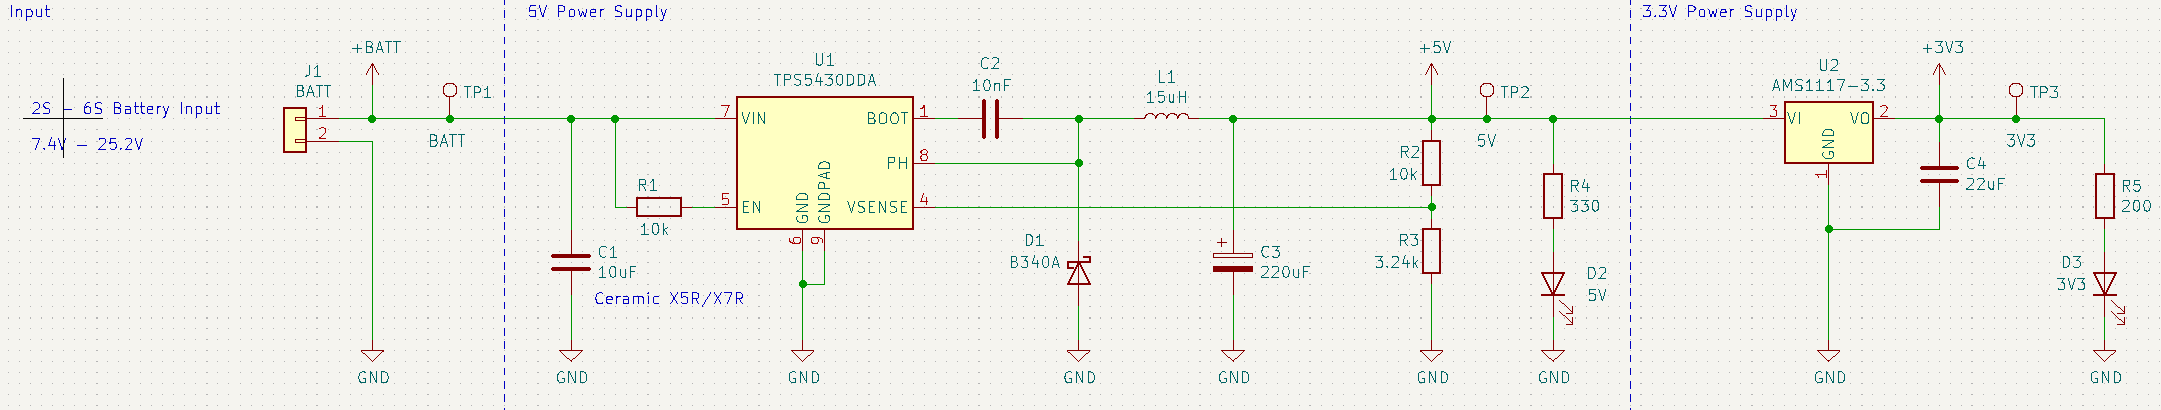 Input
5V Power Supply
3.3V Power Supply
2S - 6S Battery Input
7.4V - 25.2V
J1
BATT
1
2
+BATT
TP1
BATT
GND
R1
10k
C1
10uF
Ceramic X5R/X7R
GND
U1
TPS5430DDA
7
VIN
5
EN
BOOT
1
PH
8
VSENSE
4
GND
GNDPAD
6
9
GND
C2
10nF
L1
15uH
D1
B340A
GND
C3
220uF
+
GND
+5V
TP2
5V
R2
10k
R3
3.24k
GND
R4
330
D2
5V
GND
U2
AMS1117-3.3
3
VI
VO
2
GND
1
GND
+3V3
TP3
3V3
C4
22uF
R5
200
D3
3V3
GND